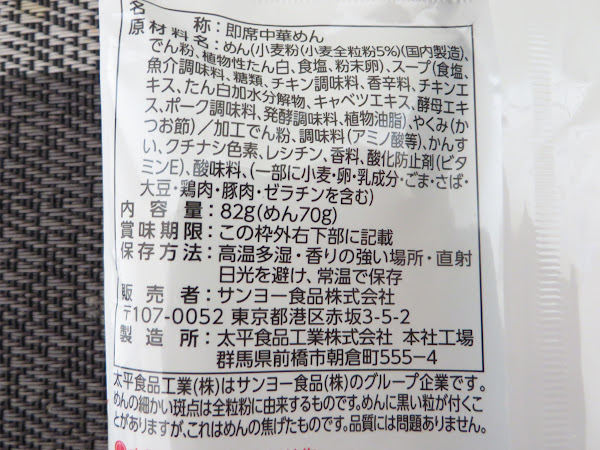 名　　称：即席中華めん
原材料名：めん(小麦粉(小麦全粒粉5%)(国内製造)、
でん粉、植物性たん白、食塩、粉末卵)、スープ(食塩、
魚介調味料、糖類、チキン調味料、香辛料、チキンエ
キス、たん白加水分解物、キャベツエキス、酵母エキ
ス、ポーク調味料、発酵調味料、植物油脂)、やくみ(か
つお節)／加工でん粉、調味料(アミノ酸等)、かんす
い、クチナシ色素、レシチン、香料、酸化防止剤(ビタ
ミンE)、酸味料、(一部に小麦・卵・乳成分・ごま・さば・
大豆・鶏肉・豚肉・ゼラチンを含む)
内 容 量：82g(めん70g)
賞味期限：この枠外右下部に記載
保存方法：高温多湿・香りの強い場所・直射
日光を避け、常温で保存
販 売 者：サンヨー食品株式会社
〒107-0052 東京都港区赤坂3-5-2
製 造 所：太平食品工業株式会社 本社工場
群馬県前橋市朝倉町555-4
太平食品工業(株)はサンヨー食品(株)のグループ企業です。
めんの細かい斑点は全粒粉に由来するものです。めんに黒い粒が付くこ
とがありますが、これはめんの焦げたものです。品質には問題ありません。